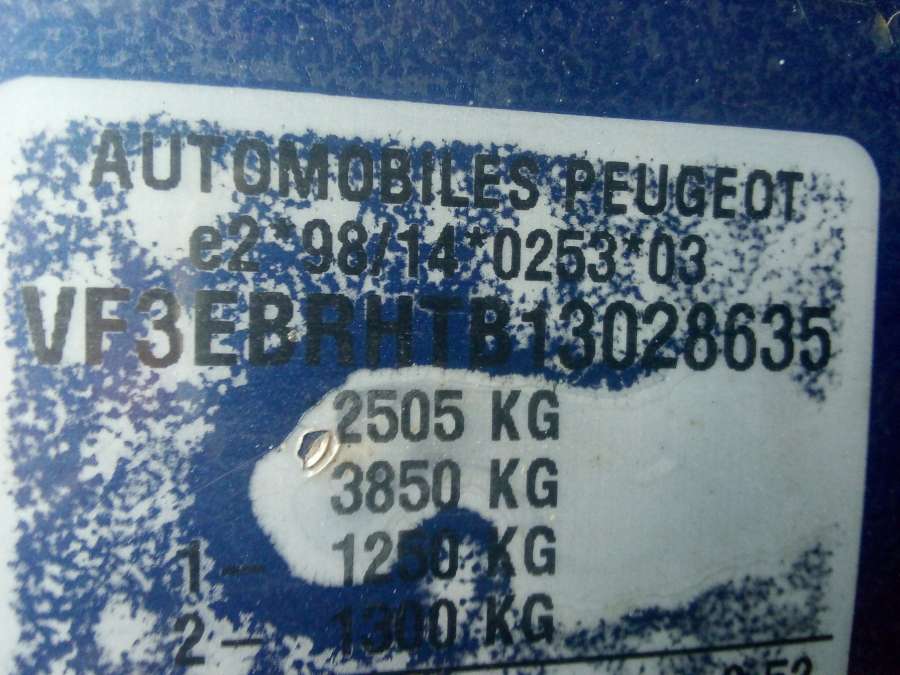 AUTOMOBILES PEUGEOT
e2*98/14*0253*03
VF3EBRHTB13028635
2505 KG
3850 KG
1- 1250 KG
2- 1300 KG